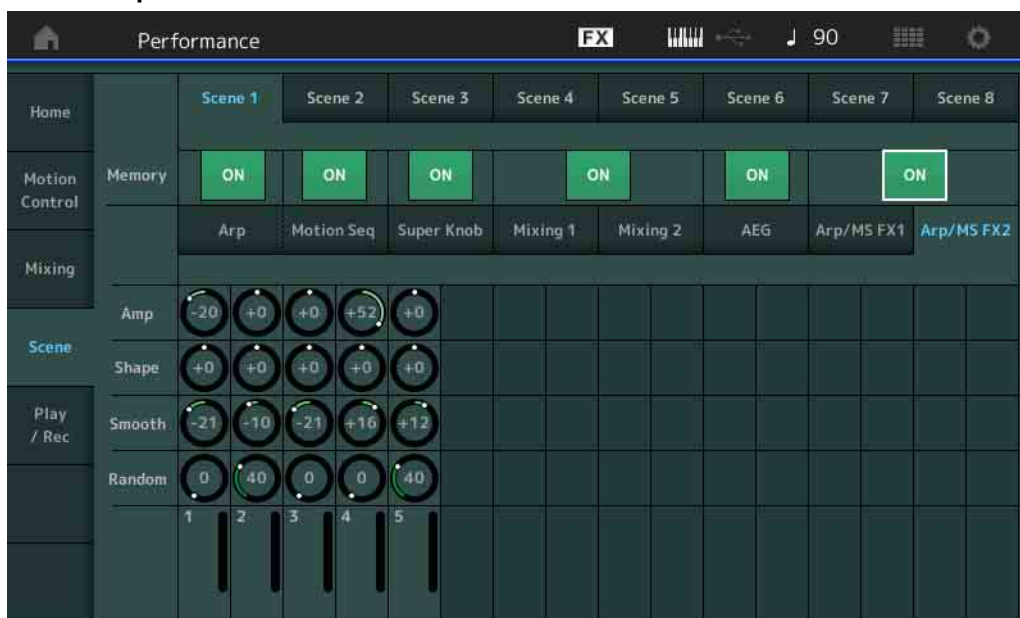 Performance FX 90
Scene 1 Scene 2 Scene 3 Scene 4 Scene 5 Scene 6 Scene 7 Scene 8
Home
Memory ON ON ON ON ON ON
Motion
Control
Arp Motion Seq Super Knob Mixing 1 Mixing 2 AEG Arp/MS FX1 Arp/MS FX2
Mixing
Amp -20 +0 +0 +52 +0
Scene
Shape +0 +0 +0 +0 +0
Play
/ Rec
Smooth -21 -10 -21 +16 +12
Random 0 40 0 0 40
1 2 3 4 5